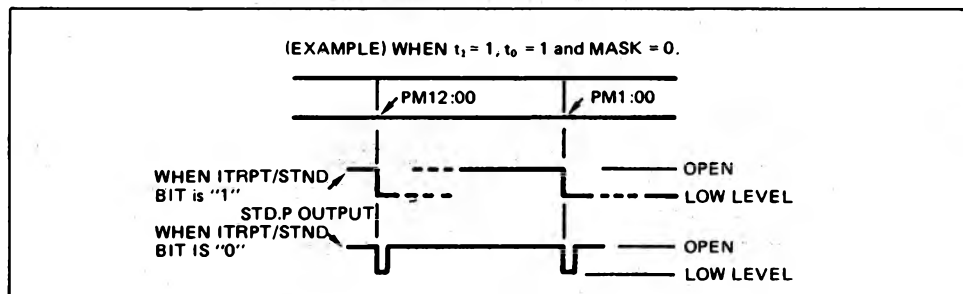 (EXAMPLE) WHEN t₁ = 1, t₀ = 1 and MASK = 0.
PM12:00
PM1:00
WHEN ITRPT/STND
BIT is "1"
OPEN
LOW LEVEL
STD.P OUTPUT
WHEN ITRPT/STND
BIT IS "0"
OPEN
LOW LEVEL